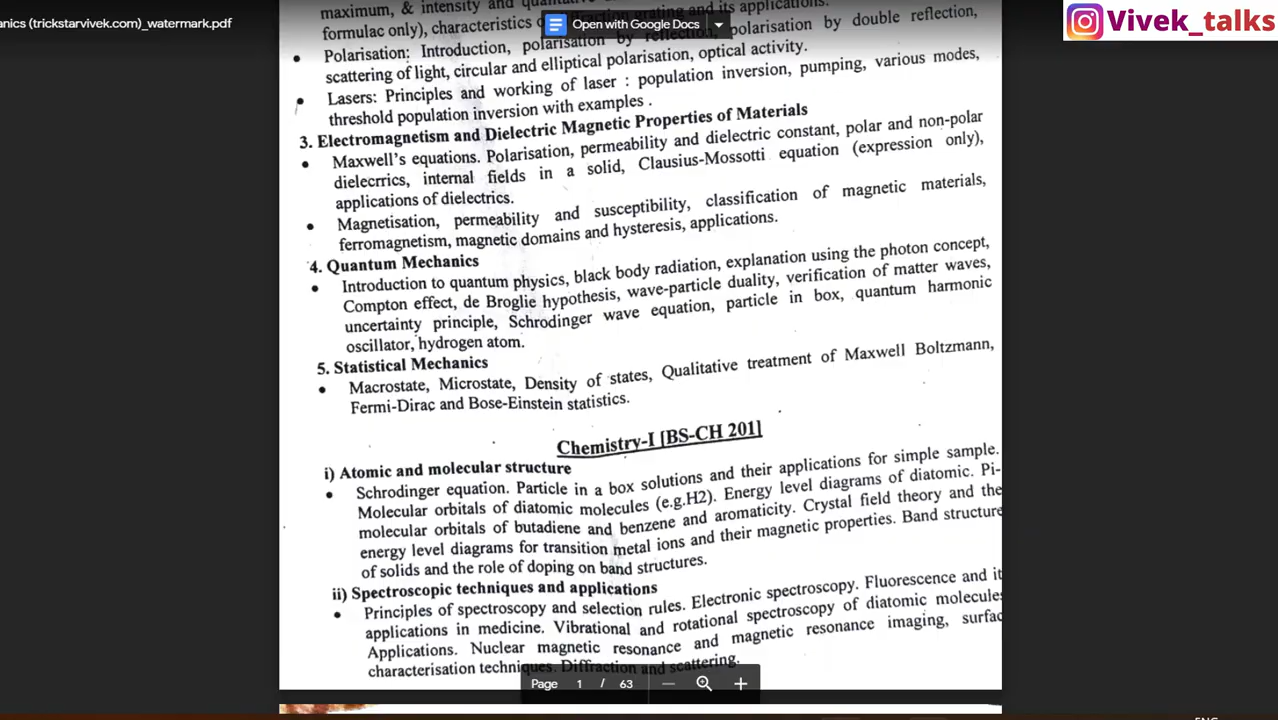 anics (trickstarvivek.com)_watermark.pdf
Open with Google Docs
Vivek_talks
maximum, & intensity and
formulac only), characteristics grating and its applications.
Polarisation: Introduction, polarisation by reflection, polarisation by double reflection,
scattering of light, circular and elliptical polarisation, optical activity.
Lasers: Principles and working of laser : population inversion, pumping, various modes,
threshold population inversion with examples .
3. Electromagnetism and Dielectric Magnetic Properties of Materials
Maxwell's equations. Polarisation, permeability and dielectric constant, polar and non-polar
dielecrrics, internal fields in a solid, Clausius-Mossotti equation (expression only),
applications of dielectrics.
Magnetisation, permeability and susceptibility, classification of magnetic materials,
ferromagnetism, magnetic domains and hysteresis, applications.
4. Quantum Mechanics
Introduction to quantum physics, black body radiation, explanation using the photon concept,
Compton effect, de Broglie hypothesis, wave-particle duality, verification of matter waves,
uncertainty principle, Schrodinger wave equation, particle in box, quantum harmonic
oscillator, hydrogen atom.
5. Statistical Mechanics
Macrostate, Microstate, Density of states, Qualitative treatment of Maxwell Boltzmann,
Fermi-Dirac and Bose-Einstein statistics.
Chemistry-I [BS-CH 201]
i) Atomic and molecular structure
Schrodinger equation. Particle in a box solutions and their applications for simple sample.
Molecular orbitals of diatomic molecules (e.g.H2). Energy level diagrams of diatomic. Pi-
molecular orbitals of butadiene and benzene and aromaticity. Crystal field theory and the
energy level diagrams for transition metal ions and their magnetic properties. Band structure
of solids and the role of doping on band structures.
ii) Spectroscopic techniques and applications
Principles of spectroscopy and selection rules. Electronic spectroscopy. Fluorescence and it
applications in medicine. Vibrational and rotational spectroscopy of diatomic molecules
Applications. Nuclear magnetic resonance and magnetic resonance imaging, surfac
characterisation techniques. Diffraction and scattering.
Page 1 / 63